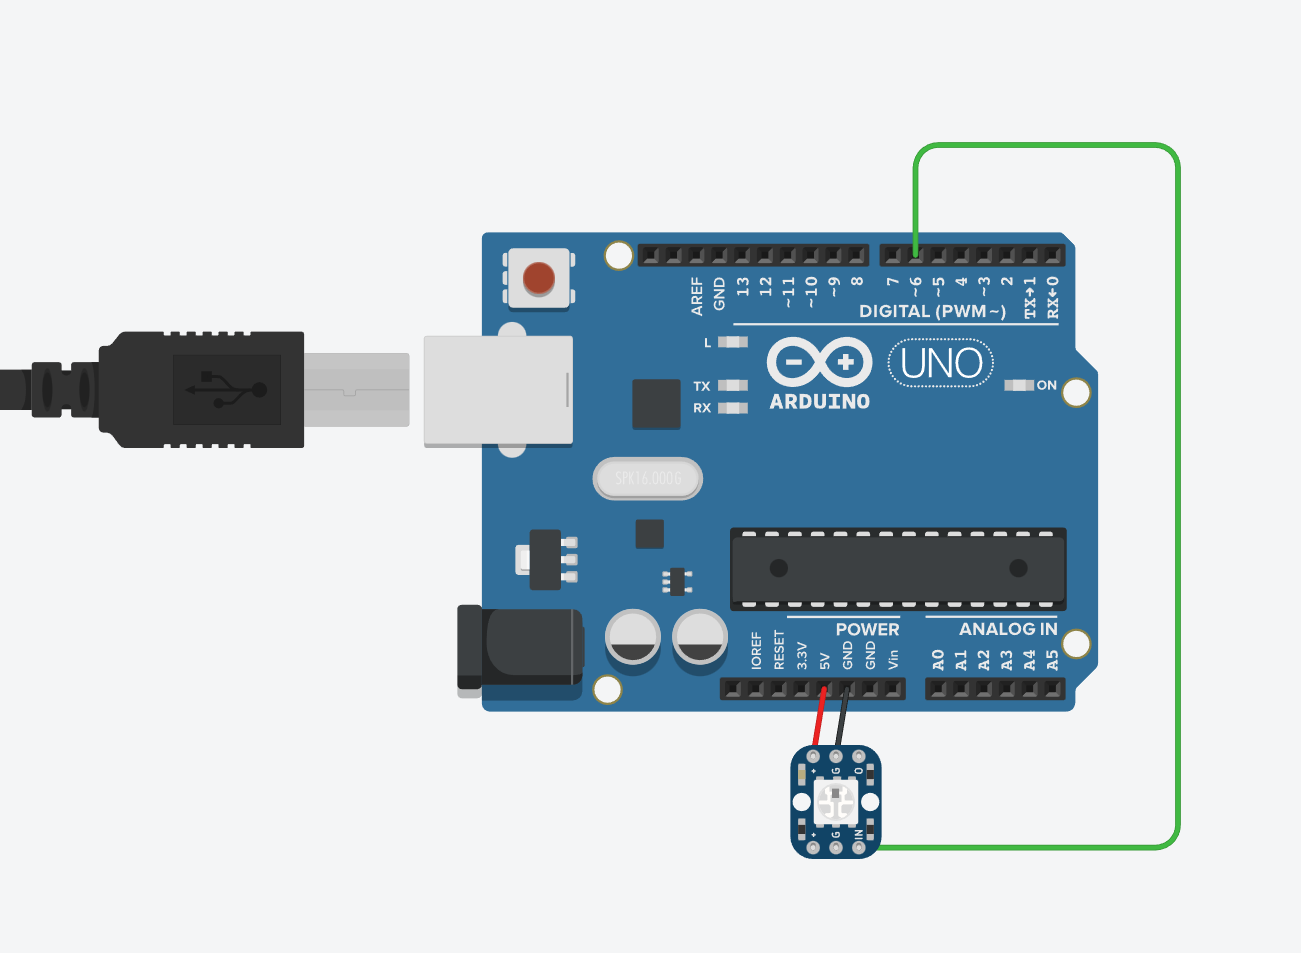 AREF
GND
13
12
~11
~10
~9
8
7
~6
~5
4
~3
2
TX→1
RX←0
DIGITAL (PWM~)
L
TX
RX
UNO
ARDUINO
ON
SPK16.000G
POWER
ANALOG IN
IOREF
RESET
3.3V
5V
GND
GND
Vin
A0
A1
A2
A3
A4
A5
+ G O
+ G IN